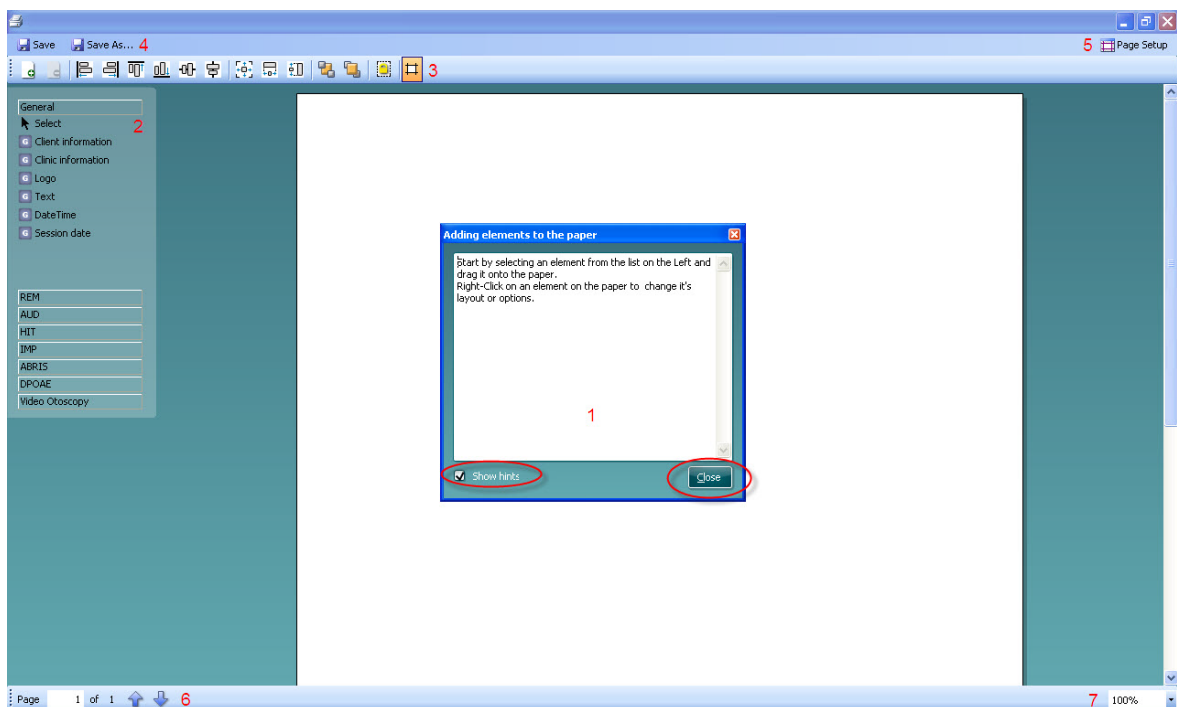 Save Save As... 4 5 Page Setup
3
General
Select 2
G Client information
G Clinic information
G Logo
G Text
G DateTime
G Session date
REM
AUD
HIT
IMP
ABRIS
DPOAE
Video Otoscopy
Adding elements to the paper
Start by selecting an element from the list on the Left and
drag it onto the paper.
Right-Click on an element on the paper to change it's
layout or options.
1
Show hints Close
Page 1 of 1 6 7 100%